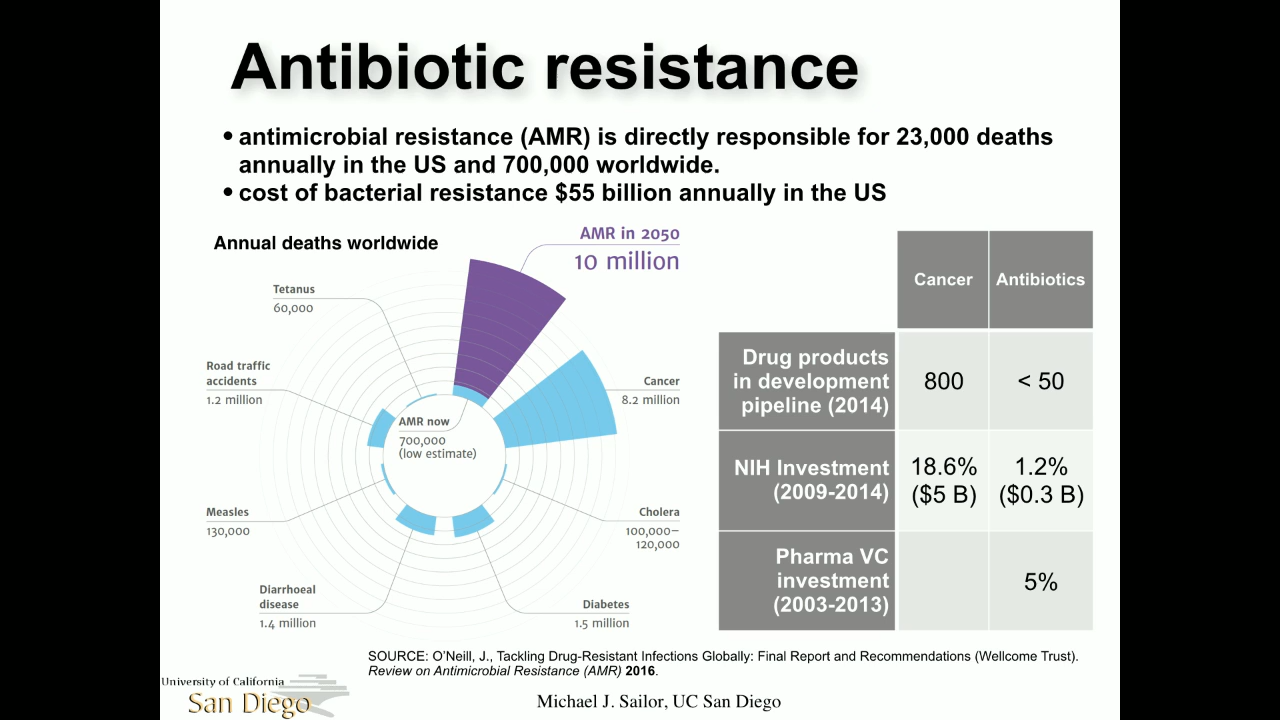 Antibiotic resistance
• antimicrobial resistance (AMR) is directly responsible for 23,000 deaths
annually in the US and 700,000 worldwide.
• cost of bacterial resistance $55 billion annually in the US
Annual deaths worldwide
AMR in 2050
10 million
Tetanus
60,000
Road traffic
accidents
1.2 million
Cancer
8.2 million
AMR now
700,000
(low estimate)
Measles
130,000
Cholera
100,000–
120,000
Diarrhoeal
disease
1.4 million
Diabetes
1.5 million
Cancer
Antibiotics
Drug products
in development
pipeline (2014)
800
< 50
NIH Investment
(2009-2014)
18.6%
($5 B)
1.2%
($0.3 B)
Pharma VC
investment
(2003-2013)
5%
SOURCE: O’Neill, J., Tackling Drug-Resistant Infections Globally: Final Report and Recommendations (Wellcome Trust).
Review on Antimicrobial Resistance (AMR) 2016.
University of California
San Diego
Michael J. Sailor, UC San Diego